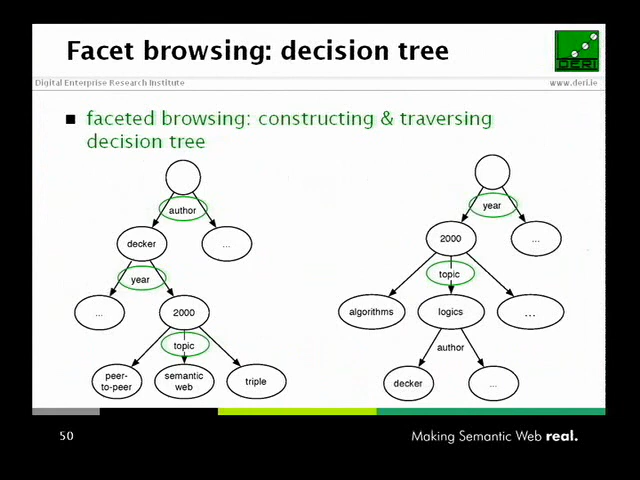 Facet browsing: decision tree
DERI
Digital Enterprise Research Institute
www.deri.ie
■ faceted browsing: constructing & traversing
decision tree
author
decker
...
year
...
2000
topic
peer-
to-peer
semantic
web
triple
year
2000
...
topic
algorithms
logics
...
author
decker
...
50
Making Semantic Web real.